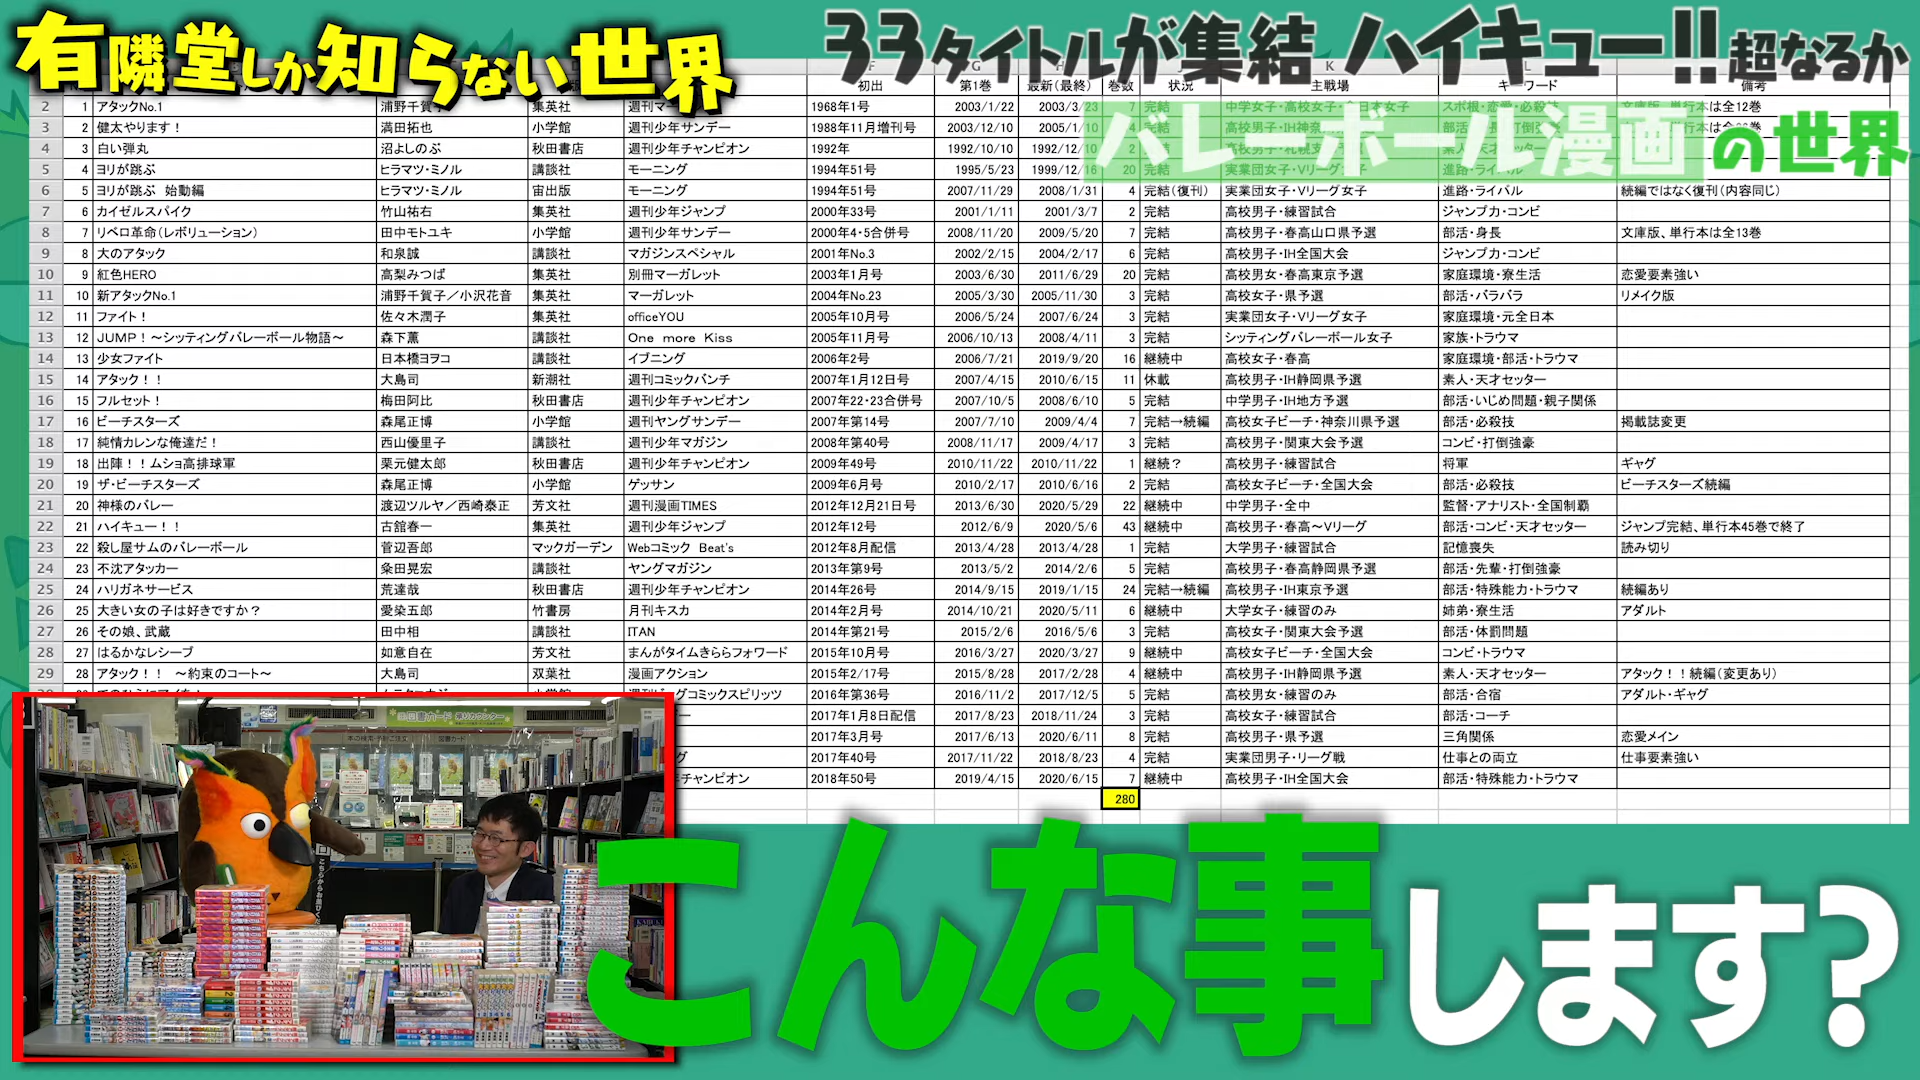 有隣堂しか知らない世界
33タイトルが集結 ハイキュー!!超なるか
バレーボール漫画の世界
初出 第1巻 最新(最終) 巻数 状況 主戦場 キーワード 備考
2 1 アタックNo.1 浦野千賀子 集英社 1968年1号 2003/1/22 2003/3/23 7 完結
3 2 健太やります！ 満田拓也 小学館 週刊少年サンデー 1988年11月増刊号 2003/12/10
4 3 白い弾丸 沼よしのぶ 秋田書店 週刊少年チャンピオン 1992年 1992/10/10
5 4 ヨリが跳ぶ ヒラマツ・ミノル 講談社 モーニング 1994年51号 1995/5/23 20 完結
6 5 ヨリが跳ぶ 始動編 ヒラマツ・ミノル 宙出版 モーニング 1994年51号 2007/11/29 2008/1/31 4 完結(復刊) 実業団女子・Vリーグ女子 進路・ライバル 続編ではなく復刊(内容同じ)
7 6 カイゼルスパイク 竹山祐右 集英社 週刊少年ジャンプ 2000年33号 2001/1/11 2001/3/7 2 完結 高校男子・練習試合 ジャンプ力・コンビ
8 7 リベロ革命(レボリューション) 田中モトユキ 小学館 週刊少年サンデー 2000年4・5合併号 2008/11/20 2009/5/20 7 完結 高校男子・春高山口県予選 部活・身長 文庫版、単行本は全13巻
9 8 大のアタック 和泉誠 講談社 マガジンスペシャル 2001年No.3 2002/2/15 2004/2/17 6 完結 高校男子・IH全国大会 ジャンプ力・コンビ
10 9 紅色HERO 高梨みつば 集英社 別冊マーガレット 2003年1月号 2003/6/30 2011/6/29 20 完結 高校男女・春高東京予選 家庭環境・寮生活 恋愛要素強い
11 10 新アタックNo.1 浦野千賀子／小沢花音 集英社 マーガレット 2004年No.23 2005/3/30 2005/11/30 3 完結 高校女子・県予選 部活・バラバラ リメイク版
12 11 ファイト！ 佐々木潤子 集英社 officeYOU 2005年10月号 2006/5/24 2007/6/24 3 完結 実業団女子・Vリーグ女子 家庭環境・元全日本
13 12 JUMP！〜シッティングバレーボール物語〜 森下薫 講談社 One more Kiss 2005年11月号 2006/10/13 2008/4/11 3 完結 シッティングバレーボール女子 家族・トラウマ
14 13 少女ファイト 日本橋ヨヲコ 講談社 イブニング 2006年2号 2006/7/21 2019/9/20 16 継続中 高校女子・春高 家庭環境・部活・トラウマ
15 14 アタック！！ 大島司 新潮社 週刊コミックバンチ 2007年1月12日号 2007/4/15 2010/6/15 11 休載 高校男子・IH静岡県予選 素人・天才セッター
16 15 フルセット！ 梅田阿比 秋田書店 週刊少年チャンピオン 2007年22・23合併号 2007/10/5 2008/6/10 5 完結 中学男子・IH地方予選 部活・いじめ問題・親子関係
17 16 ビーチスターズ 森尾正博 小学館 週刊ヤングサンデー 2007年第14号 2007/7/10 2009/4/4 7 完結→続編 高校女子ビーチ・神奈川県予選 部活・必殺技 掲載誌変更
18 17 純情カレンな俺達だ！ 西山優里子 講談社 週刊少年マガジン 2008年第40号 2008/11/17 2009/4/17 3 完結 高校男子・関東大会予選 コンビ・打倒強豪
19 18 出陣！！ムショ高排球軍 栗元健太郎 秋田書店 週刊少年チャンピオン 2009年49号 2010/11/22 2010/11/22 1 継続？ 高校男子・練習試合 将軍 ギャグ
20 19 ザ・ビーチスターズ 森尾正博 小学館 ゲッサン 2009年6月号 2010/2/17 2010/6/16 2 完結 高校女子ビーチ・全国大会 部活・必殺技 ビーチスターズ続編
21 20 神様のバレー 渡辺ツルヤ／西崎泰正 芳文社 週刊漫画TIMES 2012年12月21日号 2013/6/30 2020/5/29 22 継続中 中学男子・全中 監督・アナリスト・全国制覇
22 21 ハイキュー！！ 古舘春一 集英社 週刊少年ジャンプ 2012年12号 2012/6/9 2020/5/6 43 継続中 高校男子・春高〜Vリーグ 部活・コンビ・天才セッター ジャンプ完結、単行本45巻で終了
23 22 殺し屋サムのバレーボール 菅辺吾郎 マックガーデン Webコミック Beat's 2012年8月配信 2013/4/28 2013/4/28 1 完結 大学男子・練習試合 記憶喪失 読み切り
24 23 不沈アタッカー 粂田晃宏 講談社 ヤングマガジン 2013年第9号 2013/5/2 2014/2/6 5 完結 高校男子・春高静岡県予選 部活・先輩・打倒強豪
25 24 ハリガネサービス 荒達哉 秋田書店 週刊少年チャンピオン 2014年26号 2014/9/15 2019/1/15 24 完結→続編 高校男子・IH東京予選 部活・特殊能力・トラウマ 続編あり
26 25 大きい女の子は好きですか？ 愛染五郎 竹書房 月刊キスカ 2014年2月号 2014/10/21 2020/5/11 6 継続中 大学女子・練習のみ 姉弟・寮生活 アダルト
27 26 その娘、武蔵 田中相 講談社 ITAN 2014年第21号 2015/2/6 2016/5/6 3 完結 高校女子・関東大会予選 部活・体罰問題
28 27 はるかなレシーブ 如意自在 芳文社 まんがタイムきららフォワード 2015年10月号 2016/3/27 2020/3/27 9 継続中 高校女子ビーチ・全国大会 コンビ・トラウマ
29 28 アタック！！ 〜約束のコート〜 大島司 双葉社 漫画アクション 2015年2/17号 2015/8/28 2017/2/28 4 継続中 高校男子・IH静岡県予選 素人・天才セッター アタック！！続編(変更あり)
グコミックスピリッツ 2016年第36号 2016/11/2 2017/12/5 5 完結 高校男女・練習のみ 部活・合宿 アダルト・ギャグ
2017年1月8日配信 2017/8/23 2018/11/24 3 完結 高校女子・練習試合 部活・コーチ
2017年3月号 2017/6/13 2020/6/11 8 完結 高校男子・県予選 三角関係 恋愛メイン
グ 2017年40号 2017/11/22 2018/8/23 4 完結 実業団男子・リーグ戦 仕事との両立 仕事要素強い
チャンピオン 2018年50号 2019/4/15 2020/6/15 7 継続中 高校男子・IH全国大会 部活・特殊能力・トラウマ
280
こんな事します?